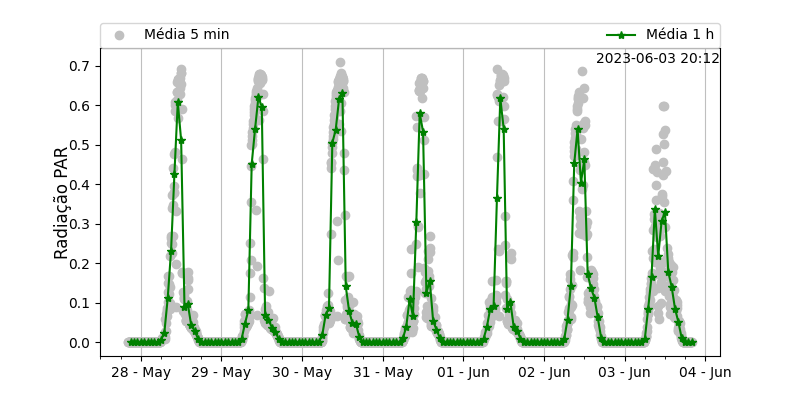 Média 5 min
Média 1 h
2023-06-03 20:12
Radiação PAR
0.7
0.6
0.5
0.4
0.3
0.2
0.1
0.0
28 - May
29 - May
30 - May
31 - May
01 - Jun
02 - Jun
03 - Jun
04 - Jun